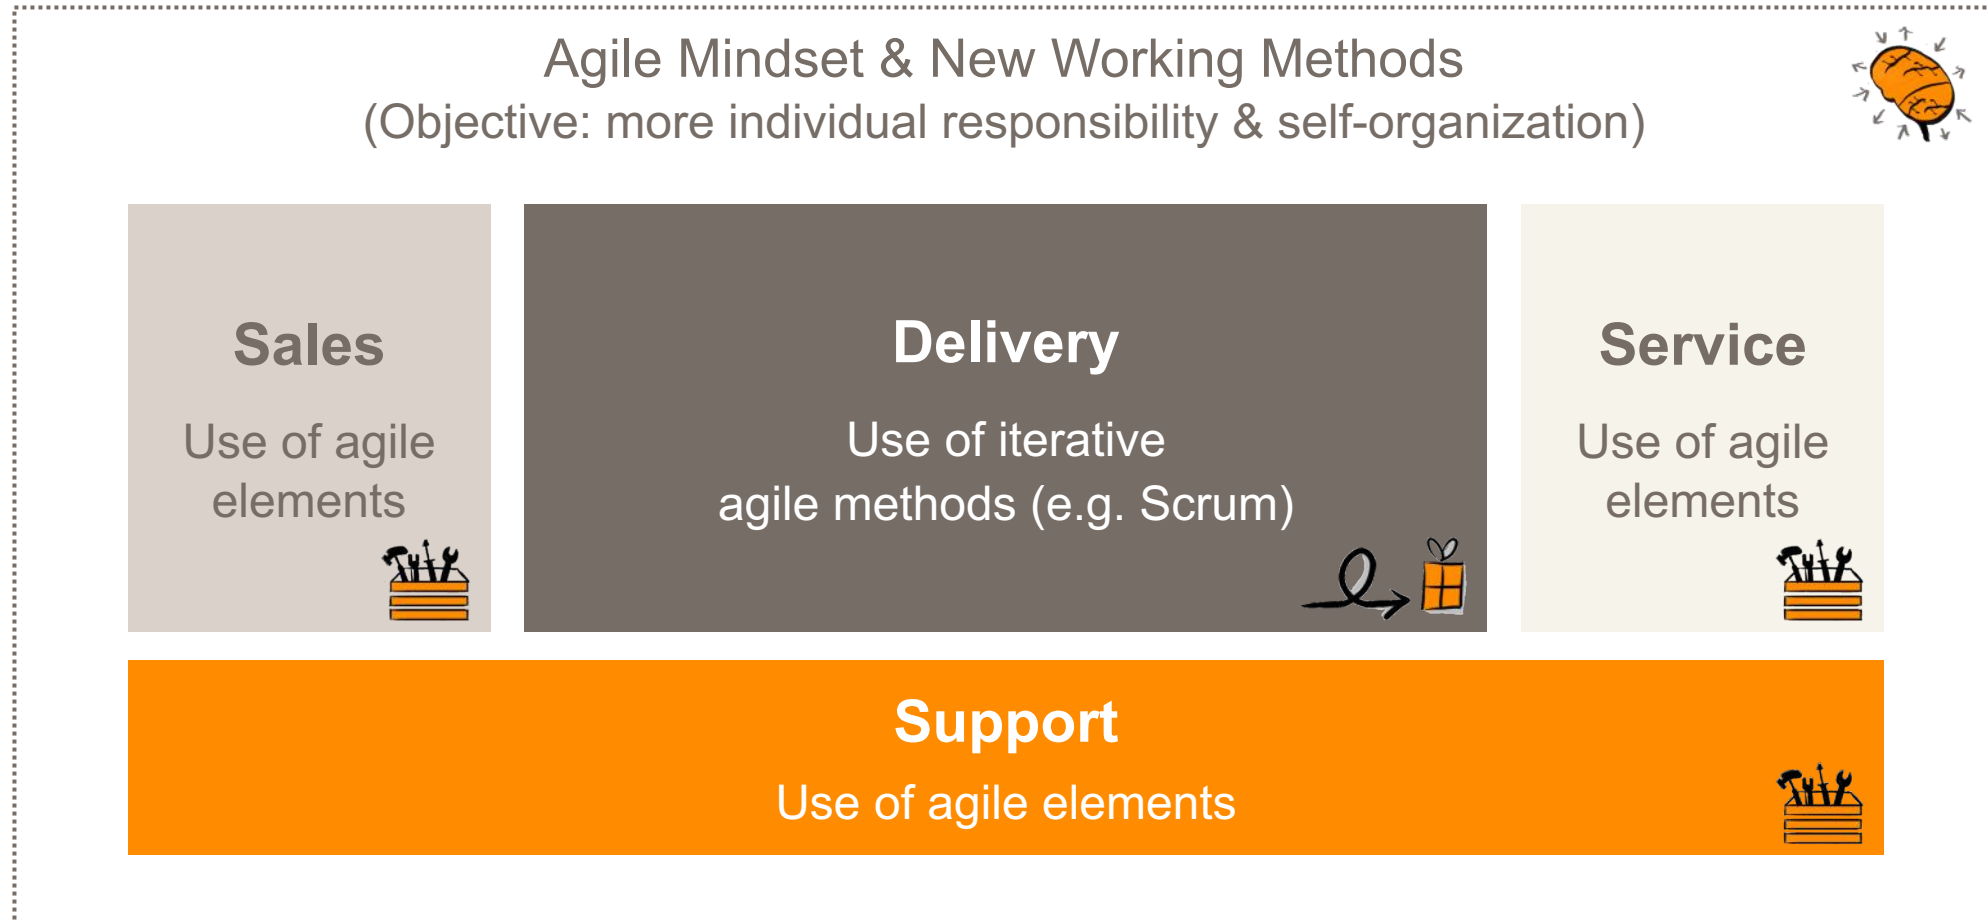 Agile Mindset & New Working Methods
(Objective: more individual responsibility & self-organization)
Sales
Use of agile
elements
Delivery
Use of iterative
agile methods (e.g. Scrum)
Service
Use of agile
elements
Support
Use of agile elements